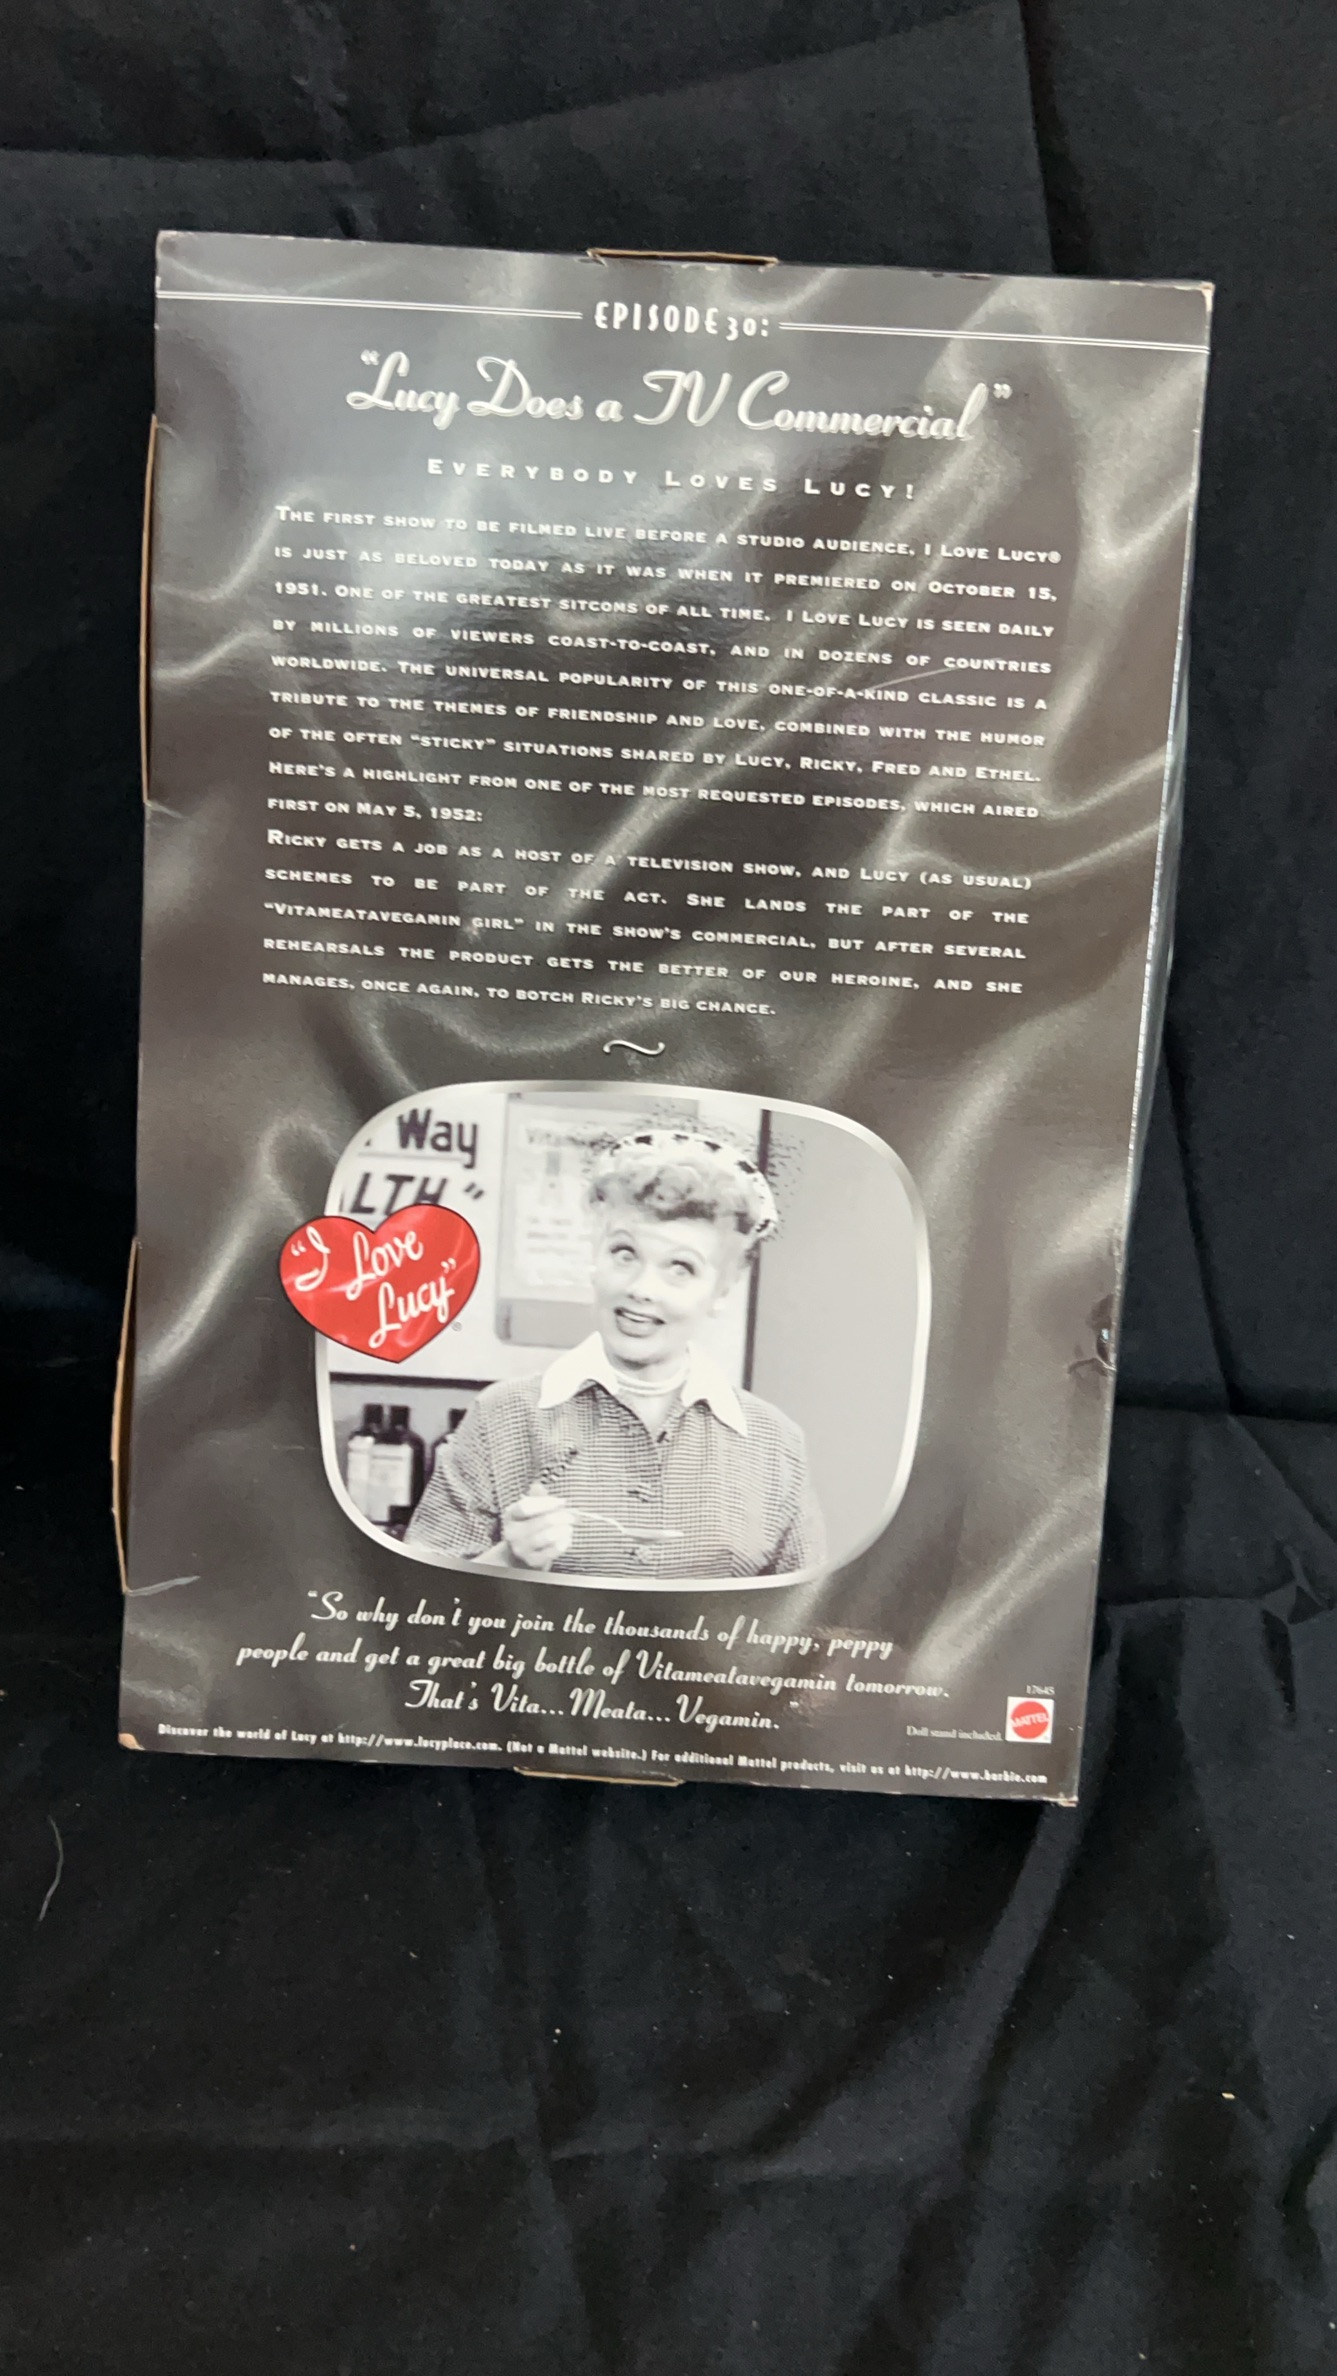 EPISODE 30:
"Lucy Does a TV Commercial"
EVERYBODY LOVES LUCY!
THE FIRST SHOW TO BE FILMED LIVE BEFORE A STUDIO AUDIENCE, I LOVE LUCY®
IS JUST AS BELOVED TODAY AS IT WAS WHEN IT PREMIERED ON OCTOBER 15,
1951. ONE OF THE GREATEST SITCOMS OF ALL TIME, I LOVE LUCY IS SEEN DAILY
BY MILLIONS OF VIEWERS COAST-TO-COAST, AND IN DOZENS OF COUNTRIES
WORLDWIDE. THE UNIVERSAL POPULARITY OF THIS ONE-OF-A-KIND CLASSIC IS A
TRIBUTE TO THE THEMES OF FRIENDSHIP AND LOVE, COMBINED WITH THE HUMOR
OF THE OFTEN "STICKY" SITUATIONS SHARED BY LUCY, RICKY, FRED AND ETHEL.
HERE'S A HIGHLIGHT FROM ONE OF THE MOST REQUESTED EPISODES, WHICH AIRED
FIRST ON MAY 5, 1952:
RICKY GETS A JOB AS A HOST OF A TELEVISION SHOW, AND LUCY (AS USUAL)
SCHEMES TO BE PART OF THE ACT. SHE LANDS THE PART OF THE
"VITAMEATAVEGAMIN GIRL" IN THE SHOW'S COMMERCIAL, BUT AFTER SEVERAL
REHEARSALS THE PRODUCT GETS THE BETTER OF OUR HEROINE, AND SHE
MANAGES, ONCE AGAIN, TO BOTCH RICKY'S BIG CHANCE.
Way
LTH"
"I Love
Lucy"®
"So why don't you join the thousands of happy, peppy
people and get a great big bottle of Vitameatavegamin tomorrow.
That's Vita...Meata...Vegamin."
17645
MATTEL
Doll stand included.
Discover the world of Lucy at http://www.lucyplace.com. (Not a Mattel website.) For additional Mattel products, visit us at http://www.barbie.com